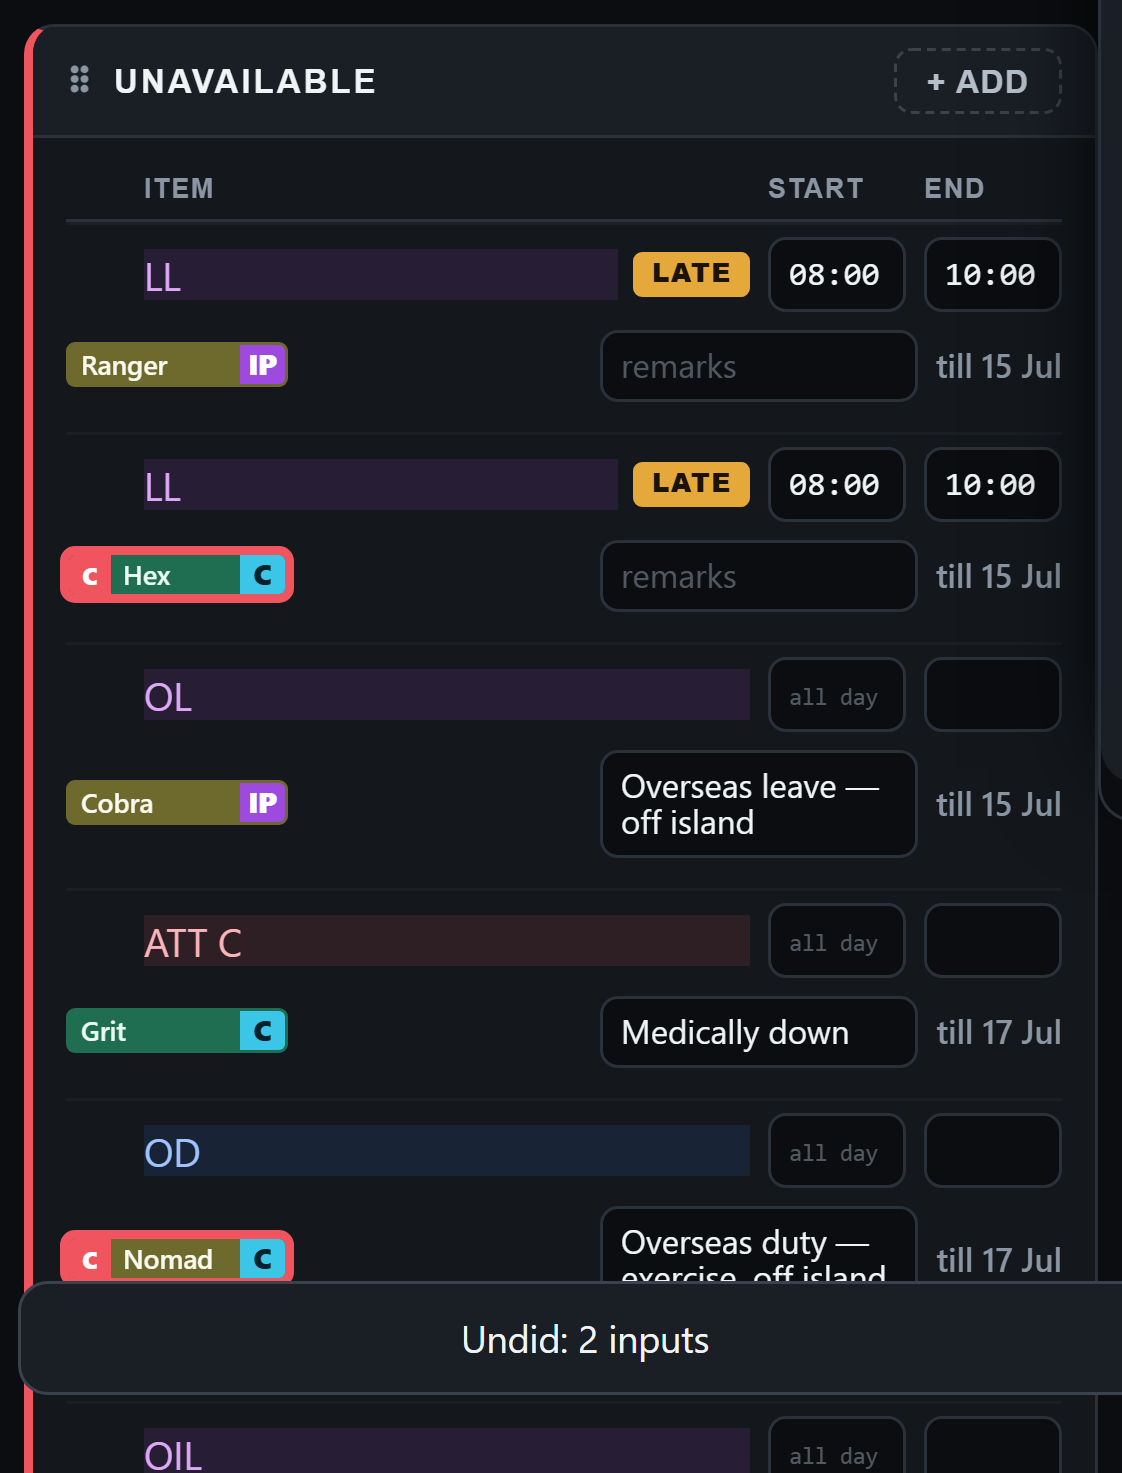 UNAVAILABLE
+ ADD
ITEM START END
LL LATE 08:00 10:00
Ranger IP remarks till 15 Jul
LL LATE 08:00 10:00
C Hex C remarks till 15 Jul
OL all day
Cobra IP Overseas leave —
off island till 15 Jul
ATT C all day
Grit C Medically down till 17 Jul
OD all day
C Nomad C Overseas duty —
exercise, off island till 17 Jul
Undid: 2 inputs
OIL all day